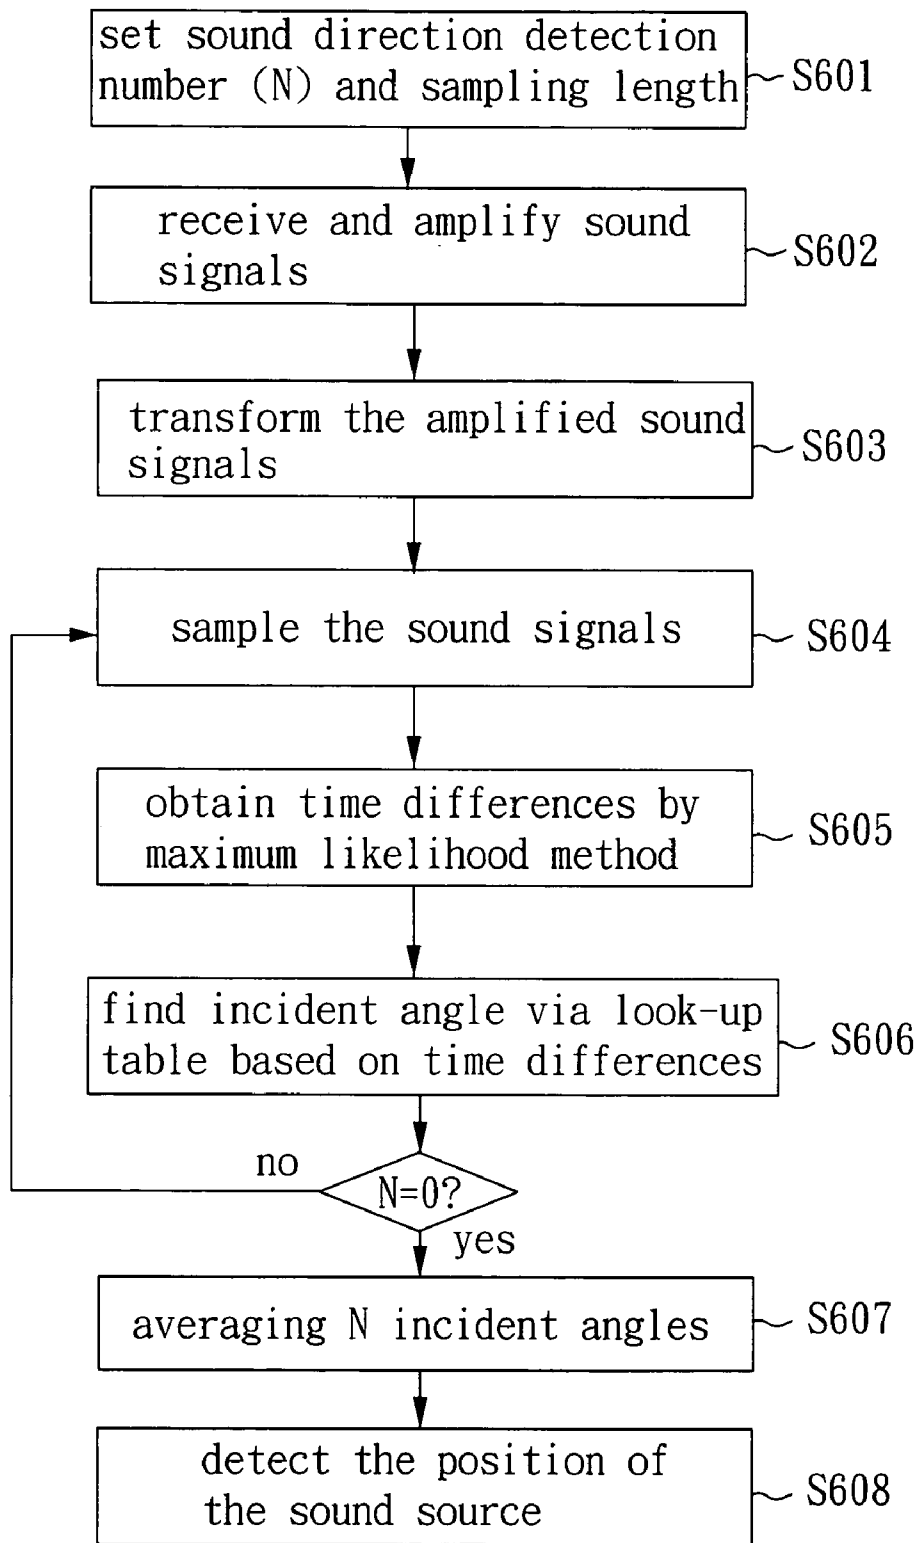 set sound direction detection
number (N) and sampling length
S601
receive and amplify sound
signals
S602
transform the amplified sound
signals
S603
sample the sound signals
S604
obtain time differences by
maximum likelihood method
S605
find incident angle via look-up
table based on time differences
S606
no
N=0?
yes
averaging N incident angles
S607
detect the position of
the sound source
S608